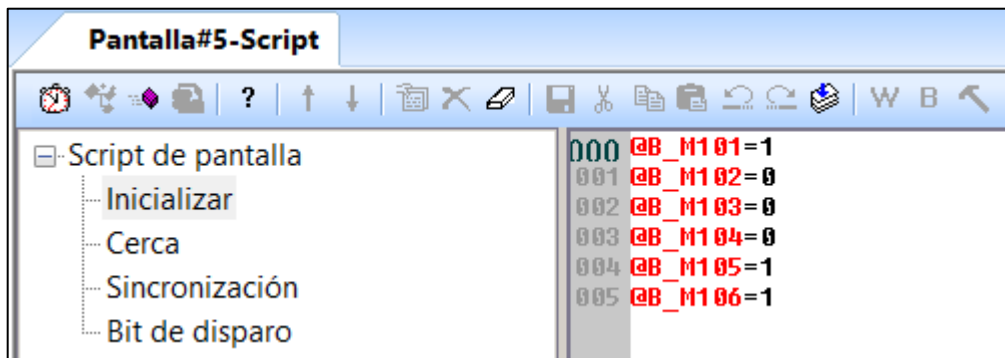 Pantalla#5-Script
? W B
Script de pantalla
Inicializar
Cerca
Sincronización
Bit de disparo
000 @B_M101=1
001 @B_M102=0
002 @B_M103=0
003 @B_M104=0
004 @B_M105=1
005 @B_M106=1